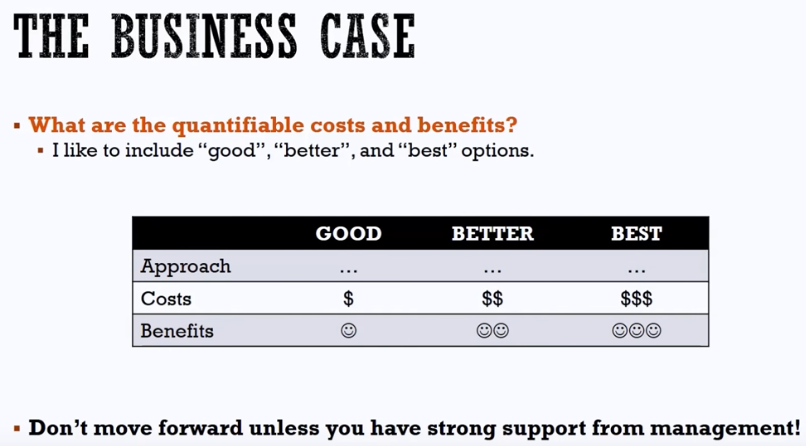 THE BUSINESS CASE
▪ What are the quantifiable costs and benefits?
▪ I like to include “good”, “better”, and “best” options.
GOOD BETTER BEST
Approach ... ... ...
Costs $ $$ $$$
Benefits ☺ ☺☺ ☺☺☺
▪ Don’t move forward unless you have strong support from management!